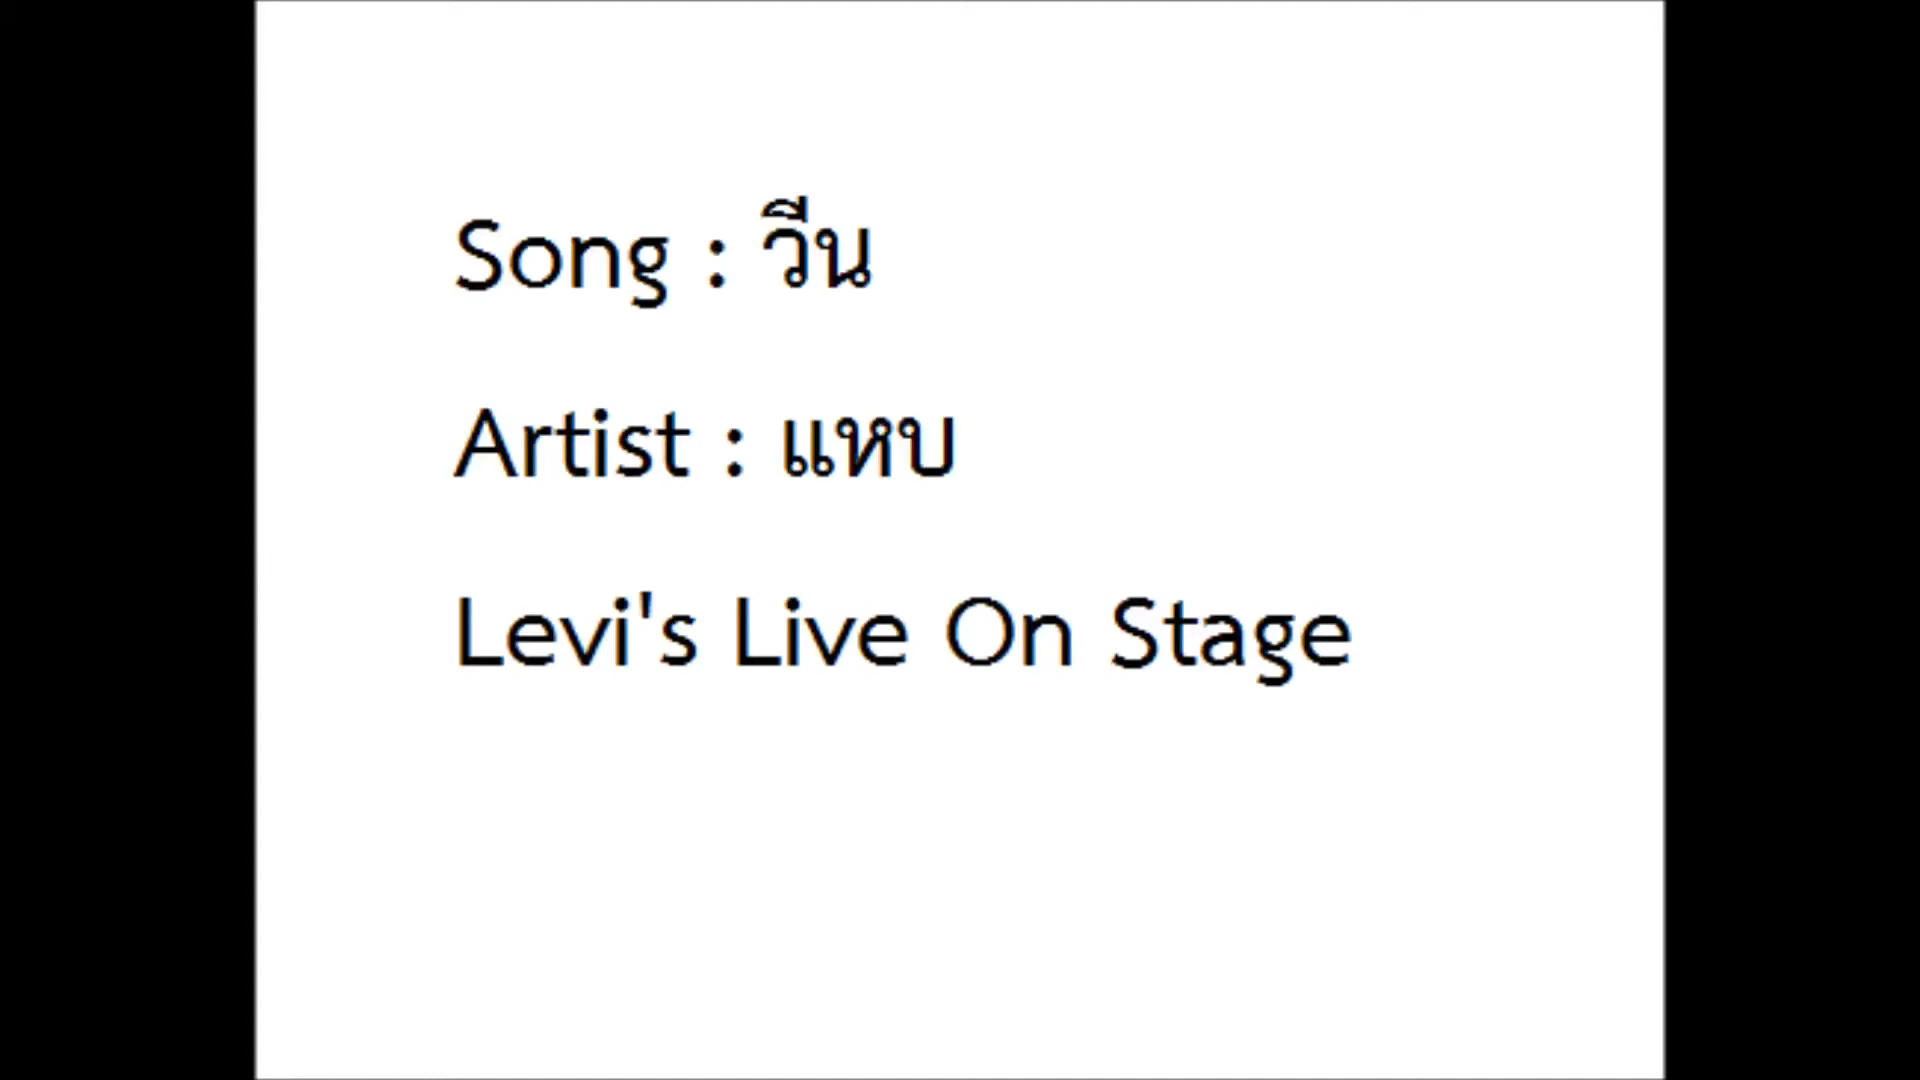 Song : วีน
Artist : แหบ
Levi's Live On Stage